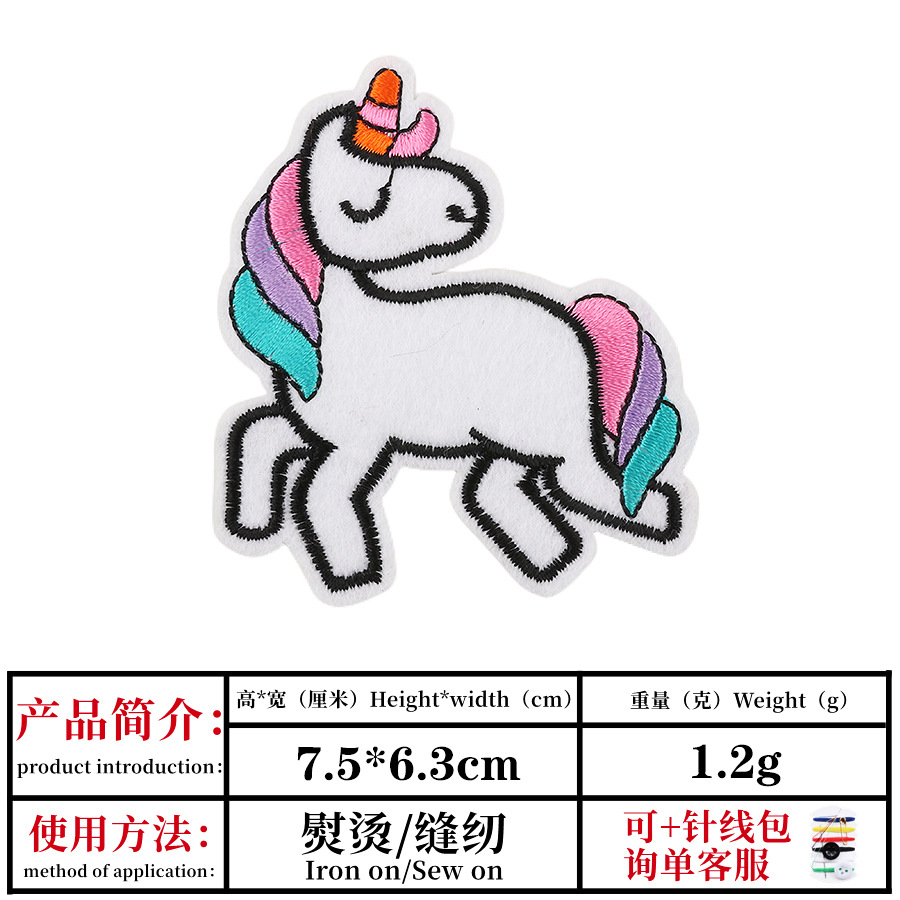 产品简介：
product introduction：
高*宽（厘米）Height*width（cm）
重量（克）Weight（g）
7.5*6.3cm
1.2g
使用方法：
method of application：
熨烫/缝纫
Iron on/Sew on
可+针线包
询单客服